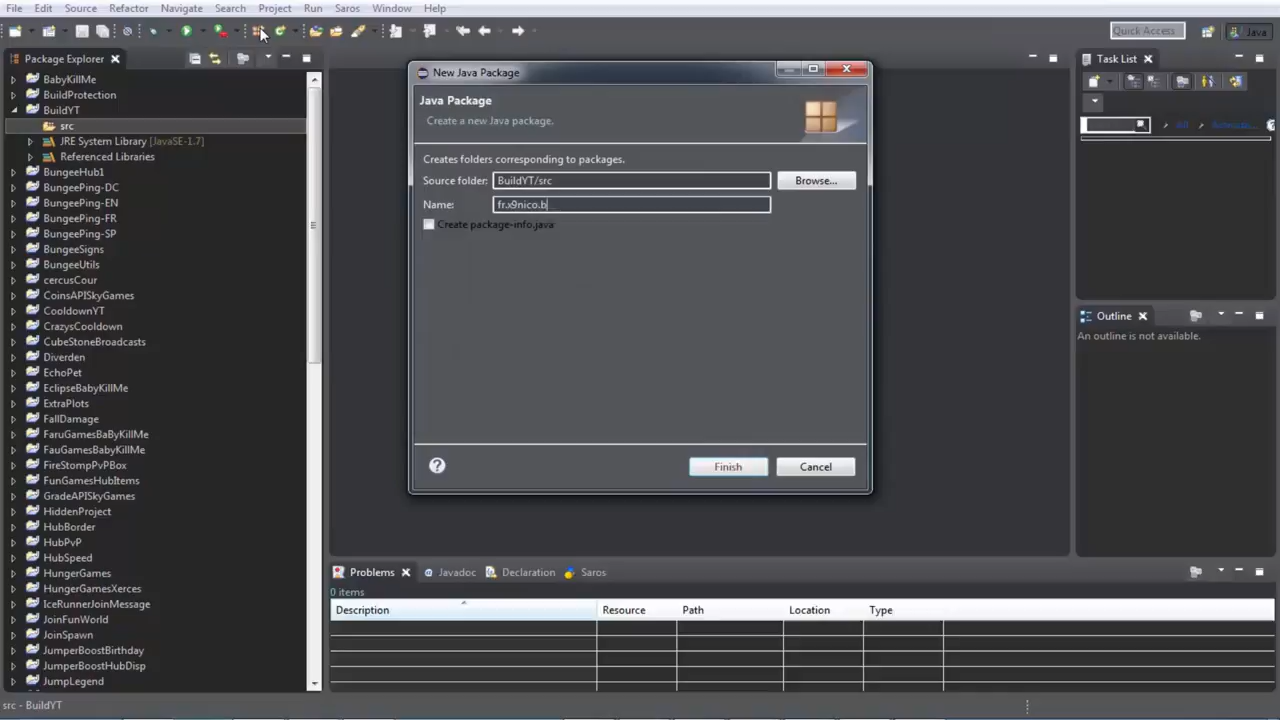 File Edit Source Refactor Navigate Search Project Run Saros Window Help
Quick Access
Java
Package Explorer
BabyKillMe
BuildProtection
BuildYT
src
JRE System Library [JavaSE-1.7]
Referenced Libraries
BungeeHub1
BungeePing-DC
BungeePing-EN
BungeePing-FR
BungeePing-SP
BungeeSigns
BungeeUtils
cercusCour
CoinsAPISkyGames
CooldownYT
CrazysCooldown
CubeStoneBroadcasts
Diverden
EchoPet
EclipseBabyKillMe
ExtraPlots
FallDamage
FaruGamesBaByKillMe
FauGamesBabyKillMe
FireStompPvPBox
FunGamesHubItems
GradeAPISkyGames
HiddenProject
HubBorder
HubPvP
HubSpeed
HungerGames
HungerGamesXerces
IceRunnerJoinMessage
JoinFunWorld
JoinSpawn
JumperBoostBirthday
JumperBoostHubDisp
JumpLegend
New Java Package
Java Package
Create a new Java package.
Creates folders corresponding to packages.
Source folder: BuildYT/src Browse...
Name: fr.x9nico.b
Create package-info.java
Finish Cancel
Task List
Outline
An outline is not available.
Problems Javadoc Declaration Saros
0 items
Description Resource Path Location Type
src - BuildYT